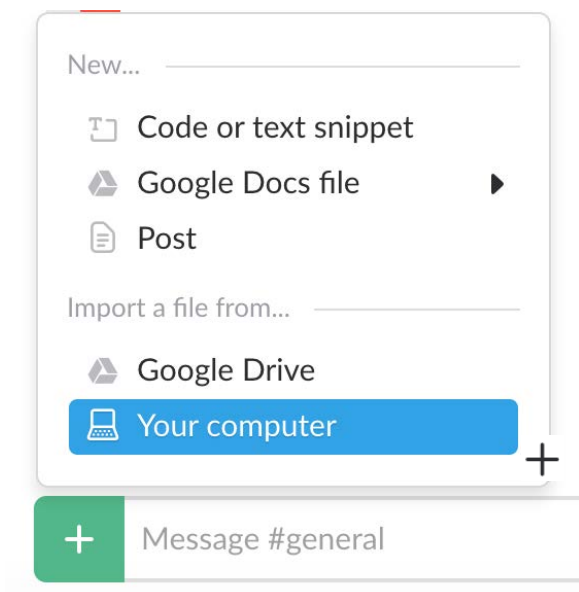 New...
Code or text snippet
Google Docs file
Post
Import a file from...
Google Drive
Your computer
Message #general